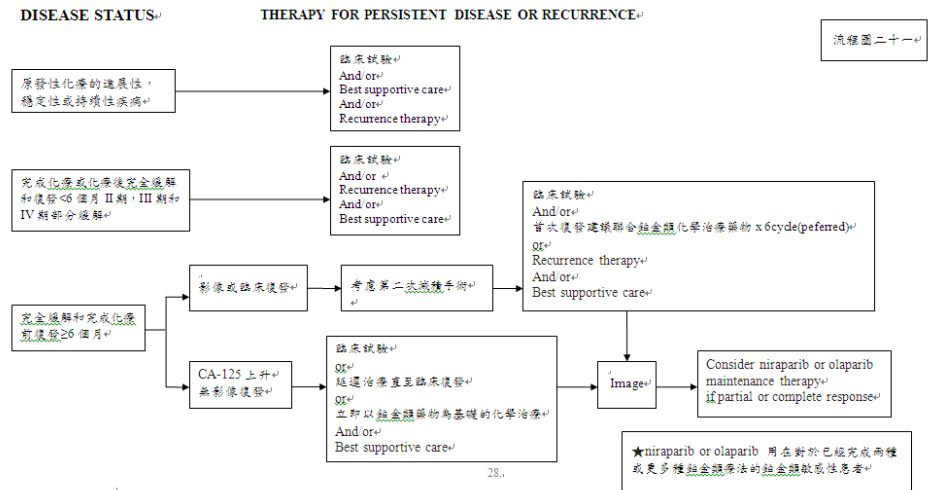 DISEASE STATUS
THERAPY FOR PERSISTENT DISEASE OR RECURRENCE
流程圖二十一
原發性化療的進展性，
穩定性或持續性疾病
臨床試驗
And/or
Best supportive care
And/or
Recurrence therapy
完成化療或化療後完全緩解
和復發<6個月 II期，III期和
IV期部分緩解
臨床試驗
And/or
Recurrence therapy
And/or
Best supportive care
完全緩解和完成化療
前復發≥6個月
影像或臨床復發
考慮第二次減積手術
臨床試驗
And/or
首次復發建議聯合鉑金類化學治療藥物 x 6cycle(peferred)
or
Recurrence therapy
And/or
Best supportive care
CA-125 上升
無影像復發
臨床試驗
or
延遲治療直至臨床復發
or
立即以鉑金類藥物為基礎的化學治療
And/or
Best supportive care
Image
Consider niraparib or olaparib
maintenance therapy
if partial or complete response
★niraparib or olaparib 用在對於已經完成兩種
或更多種鉑金類療法的鉑金類敏感性患者
28.